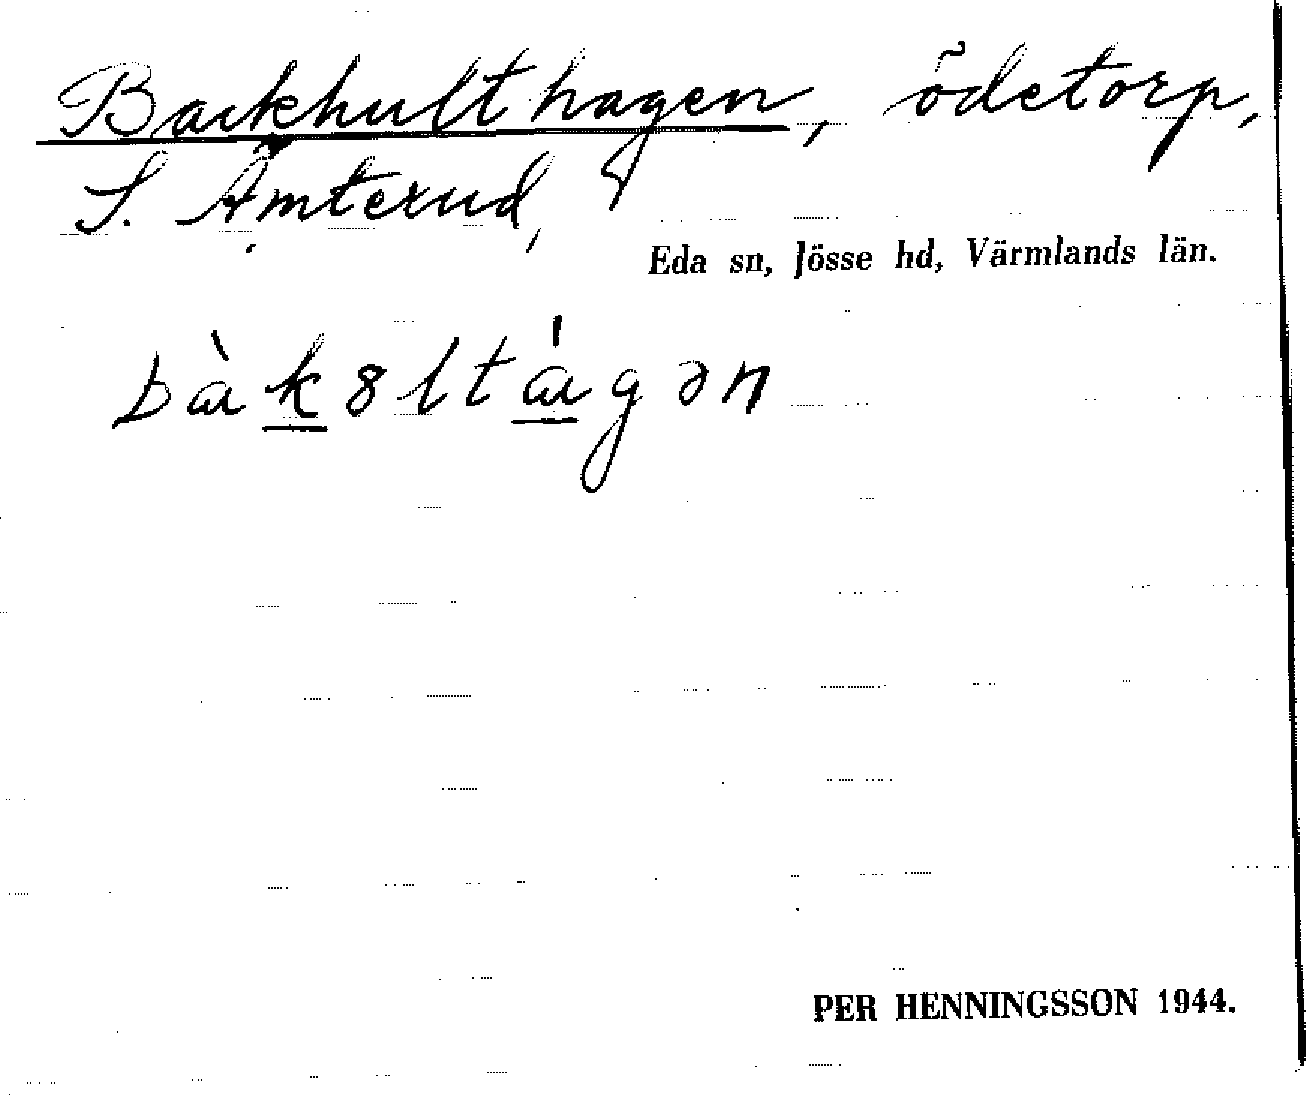 Backhulthagen, ödetorp,
S. Åmterud,
Eda sn, Jösse hd, Värmlands län.
bàk8ltágən
PER HENNINGSSON 1944.